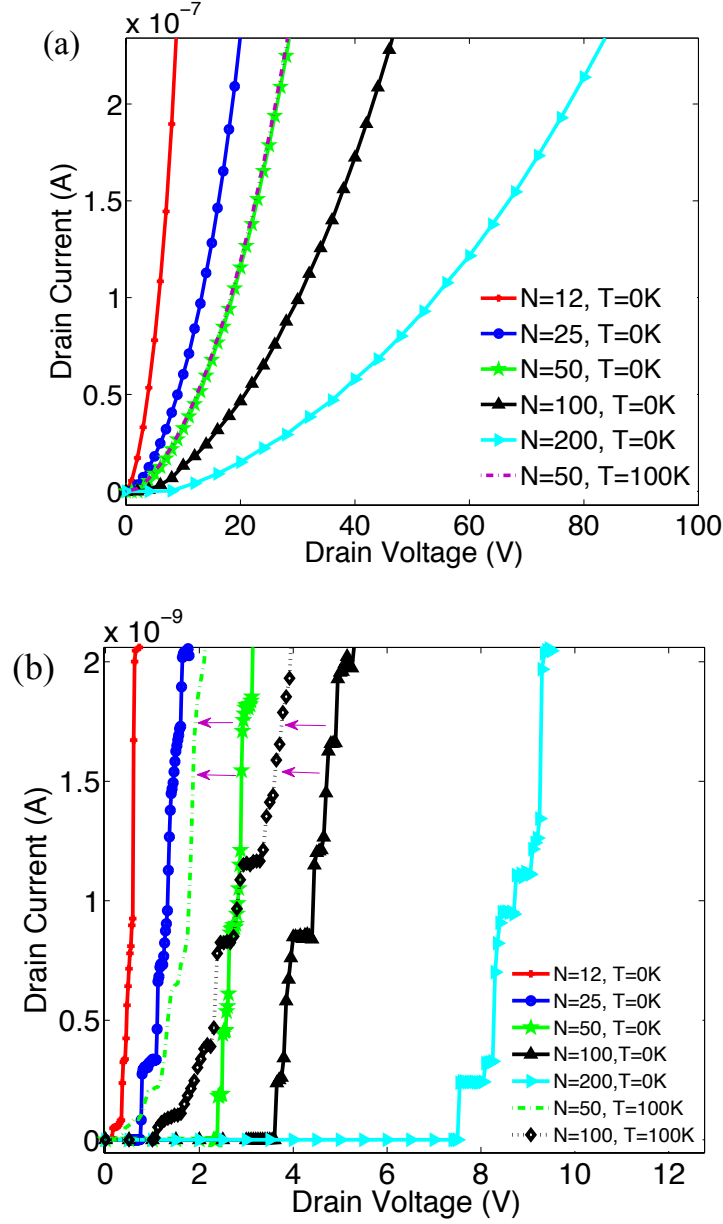 (a)
x 10⁻⁷
2
1.5
1
0.5
0
0 20 40 60 80 100
Drain Current (A)
Drain Voltage (V)
N=12, T=0K
N=25, T=0K
N=50, T=0K
N=100, T=0K
N=200, T=0K
N=50, T=100K
(b)
x 10⁻⁹
2
1.5
1
0.5
0
0 2 4 6 8 10 12
Drain Current (A)
Drain Voltage (V)
N=12, T=0K
N=25, T=0K
N=50, T=0K
N=100,T=0K
N=200, T=0K
N=50, T=100K
N=100, T=100K